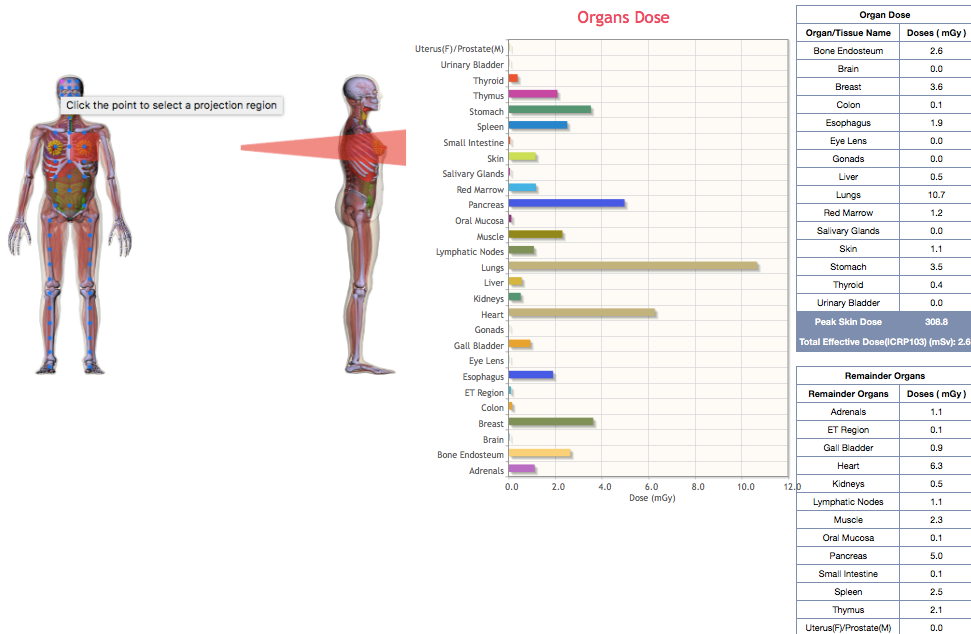 Click the point to select a projection region
Organs Dose
Uterus(F)/Prostate(M)
Urinary Bladder
Thyroid
Thymus
Stomach
Spleen
Small Intestine
Skin
Salivary Glands
Red Marrow
Pancreas
Oral Mucosa
Muscle
Lymphatic Nodes
Lungs
Liver
Kidneys
Heart
Gonads
Gall Bladder
Eye Lens
Esophagus
ET Region
Colon
Breast
Brain
Bone Endosteum
Adrenals
0.0 2.0 4.0 6.0 8.0 10.0 12.0
Dose (mGy)
Organ Dose
Organ/Tissue Name Doses ( mGy )
Bone Endosteum 2.6
Brain 0.0
Breast 3.6
Colon 0.1
Esophagus 1.9
Eye Lens 0.0
Gonads 0.0
Liver 0.5
Lungs 10.7
Red Marrow 1.2
Salivary Glands 0.0
Skin 1.1
Stomach 3.5
Thyroid 0.4
Urinary Bladder 0.0
Peak Skin Dose 308.8
Total Effective Dose(ICRP103) (mSv): 2.6
Remainder Organs
Remainder Organs Doses ( mGy )
Adrenals 1.1
ET Region 0.1
Gall Bladder 0.9
Heart 6.3
Kidneys 0.5
Lymphatic Nodes 1.1
Muscle 2.3
Oral Mucosa 0.1
Pancreas 5.0
Small Intestine 0.1
Spleen 2.5
Thymus 2.1
Uterus(F)/Prostate(M) 0.0